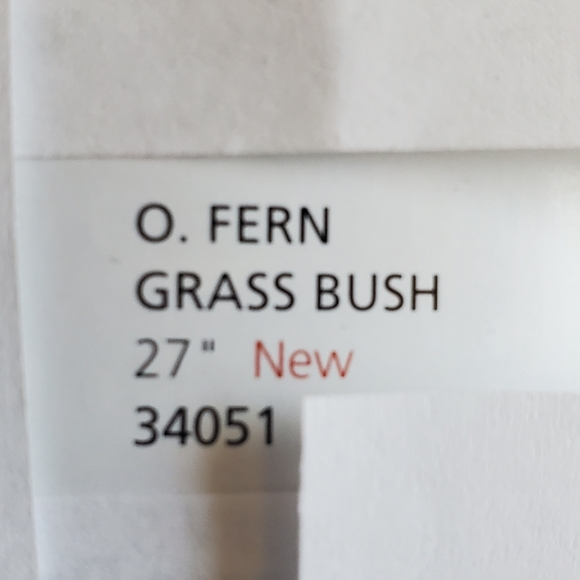 O. FERN
GRASS BUSH
27" New
34051